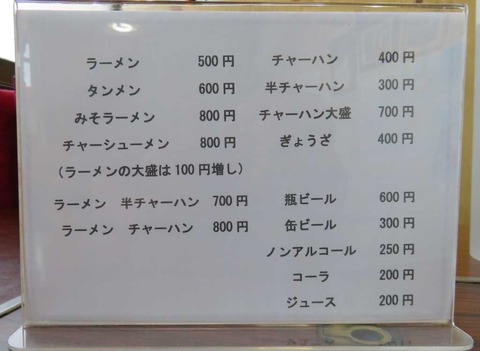 ラーメン 500円
タンメン 600円
みそラーメン 800円
チャーシューメン 800円
(ラーメンの大盛は100円増し)
ラーメン 半チャーハン 700円
ラーメン チャーハン 800円
チャーハン 400円
半チャーハン 300円
チャーハン大盛 700円
ぎょうざ 400円
瓶ビール 600円
缶ビール 300円
ノンアルコール 250円
コーラ 200円
ジュース 200円